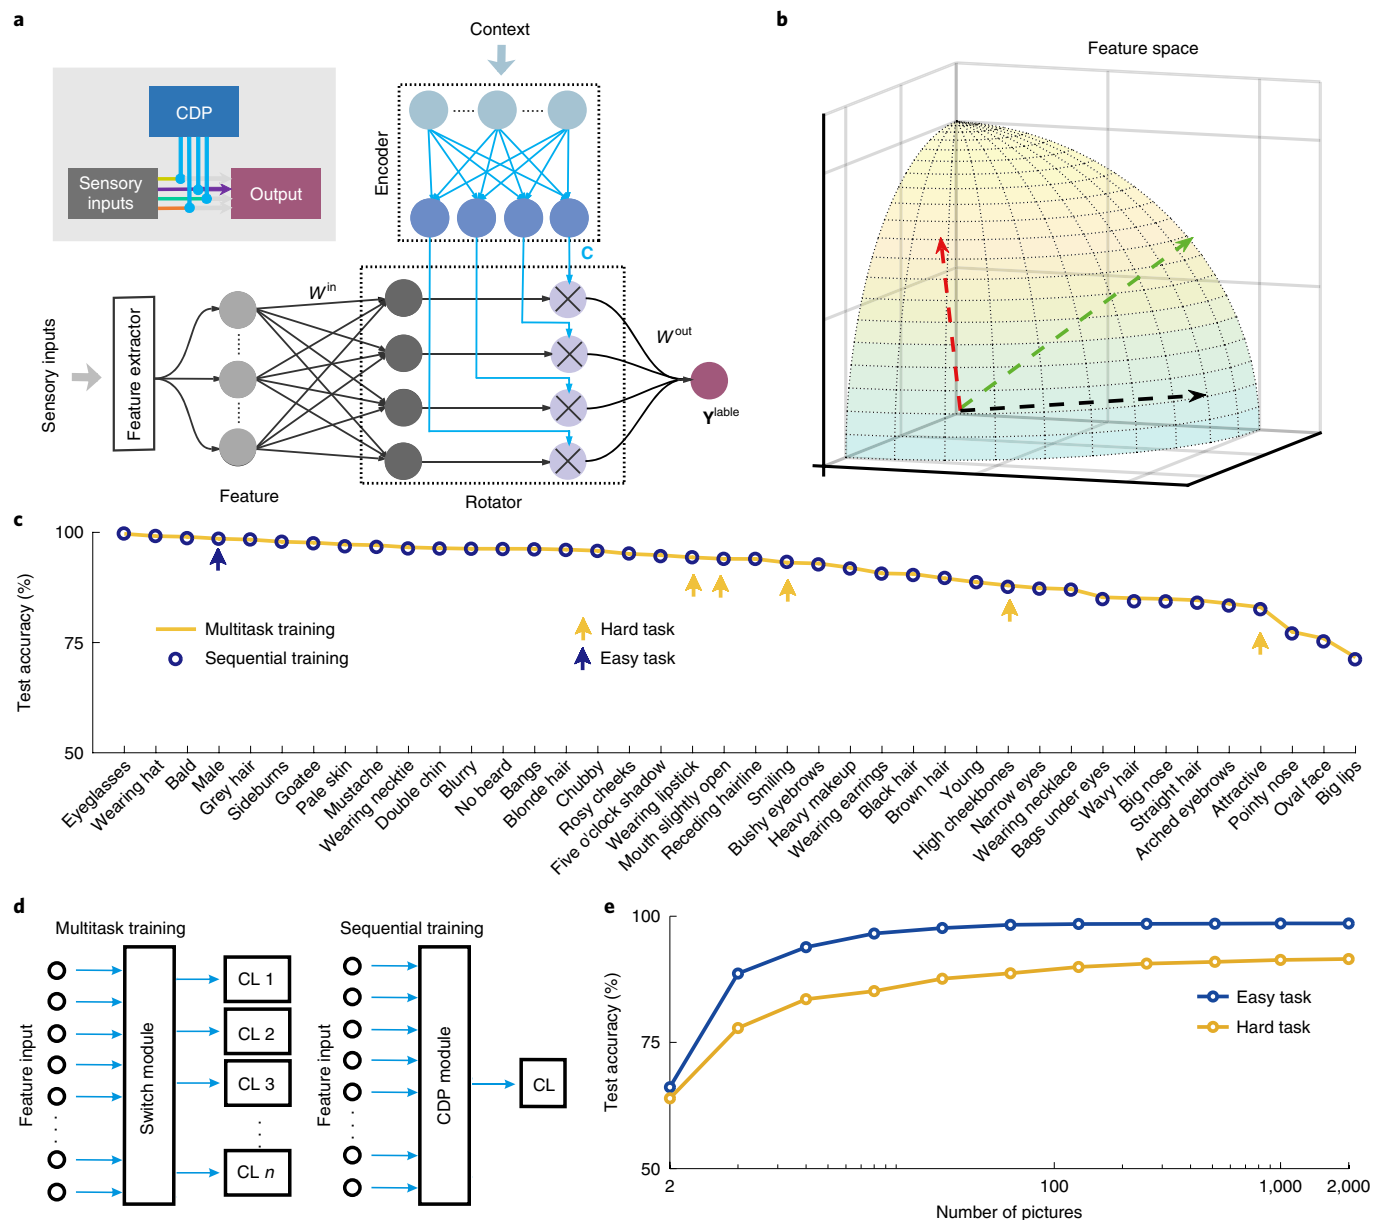 a
Context
CDP
Sensory
inputs
Output
Encoder
C
W^in
W^out
Sensory inputs
Feature extractor
Y^lable
Feature
Rotator
b
Feature space
c
100
75
50
Test accuracy (%)
Multitask training
Sequential training
Hard task
Easy task
Eyeglasses
Wearing hat
Bald
Male
Grey hair
Sideburns
Goatee
Pale skin
Mustache
Wearing necktie
Double chin
Blurry
No beard
Bangs
Blonde hair
Chubby
Rosy cheeks
Five o'clock shadow
Wearing lipstick
Mouth slightly open
Receding hairline
Smiling
Bushy eyebrows
Heavy makeup
Wearing earrings
Black hair
Brown hair
Young
High cheekbones
Narrow eyes
Wearing necklace
Bags under eyes
Wavy hair
Big nose
Straight hair
Arched eyebrows
Attractive
Pointy nose
Oval face
Big lips
d
Multitask training
Feature input
Switch module
CL 1
CL 2
CL 3
CL n
Sequential training
Feature input
CDP module
CL
e
100
75
50
Test accuracy (%)
Easy task
Hard task
2
100
1,000
2,000
Number of pictures